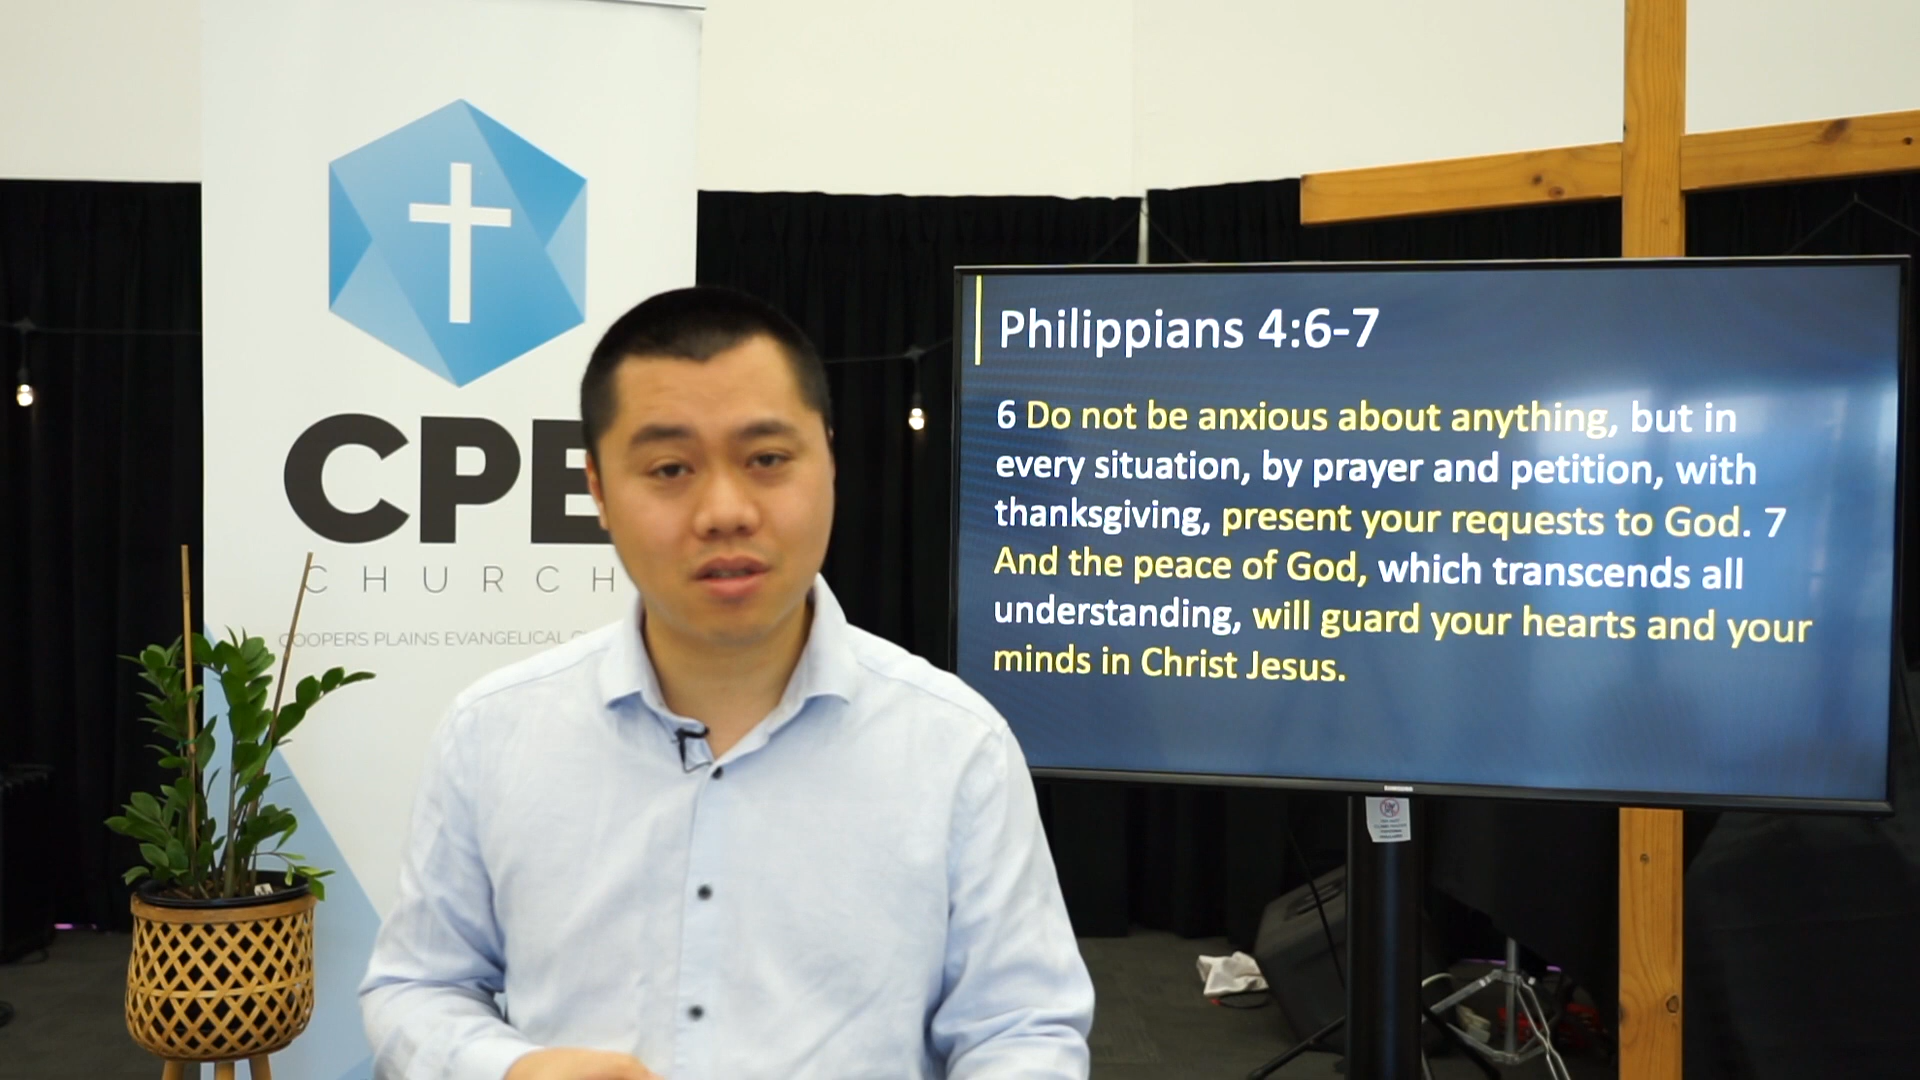 CPE
CHURCH
COOPERS PLAINS EVANGELICAL
Philippians 4:6-7
6 Do not be anxious about anything, but in
every situation, by prayer and petition, with
thanksgiving, present your requests to God. 7
And the peace of God, which transcends all
understanding, will guard your hearts and your
minds in Christ Jesus.
SAMSUNG